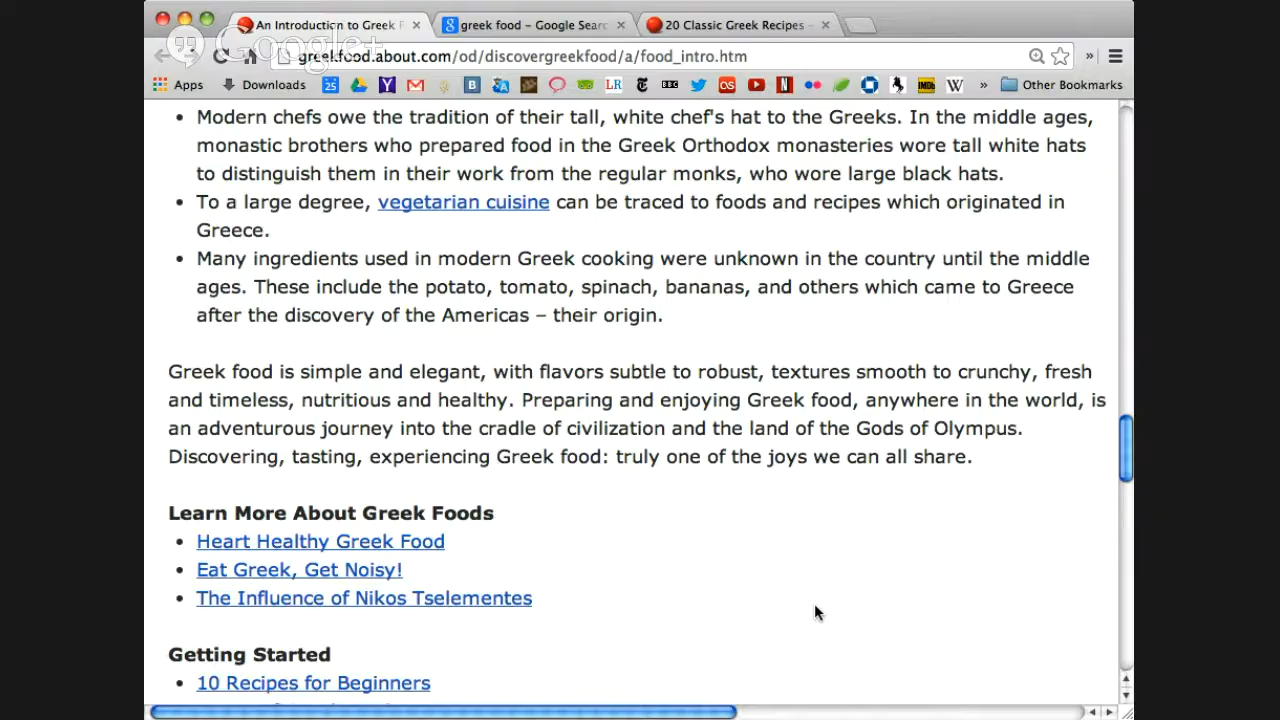 An Introduction to Greek F
greek food – Google Searc
20 Classic Greek Recipes –
Google+
greekfood.about.com/od/discovergreekfood/a/food_intro.htm
Apps
Downloads
25
LR
BBC
IMDb
W
»
Other Bookmarks
• Modern chefs owe the tradition of their tall, white chef's hat to the Greeks. In the middle ages,
monastic brothers who prepared food in the Greek Orthodox monasteries wore tall white hats
to distinguish them in their work from the regular monks, who wore large black hats.
• To a large degree, vegetarian cuisine can be traced to foods and recipes which originated in
Greece.
• Many ingredients used in modern Greek cooking were unknown in the country until the middle
ages. These include the potato, tomato, spinach, bananas, and others which came to Greece
after the discovery of the Americas – their origin.
Greek food is simple and elegant, with flavors subtle to robust, textures smooth to crunchy, fresh
and timeless, nutritious and healthy. Preparing and enjoying Greek food, anywhere in the world, is
an adventurous journey into the cradle of civilization and the land of the Gods of Olympus.
Discovering, tasting, experiencing Greek food: truly one of the joys we can all share.
Learn More About Greek Foods
• Heart Healthy Greek Food
• Eat Greek, Get Noisy!
• The Influence of Nikos Tselementes
Getting Started
• 10 Recipes for Beginners